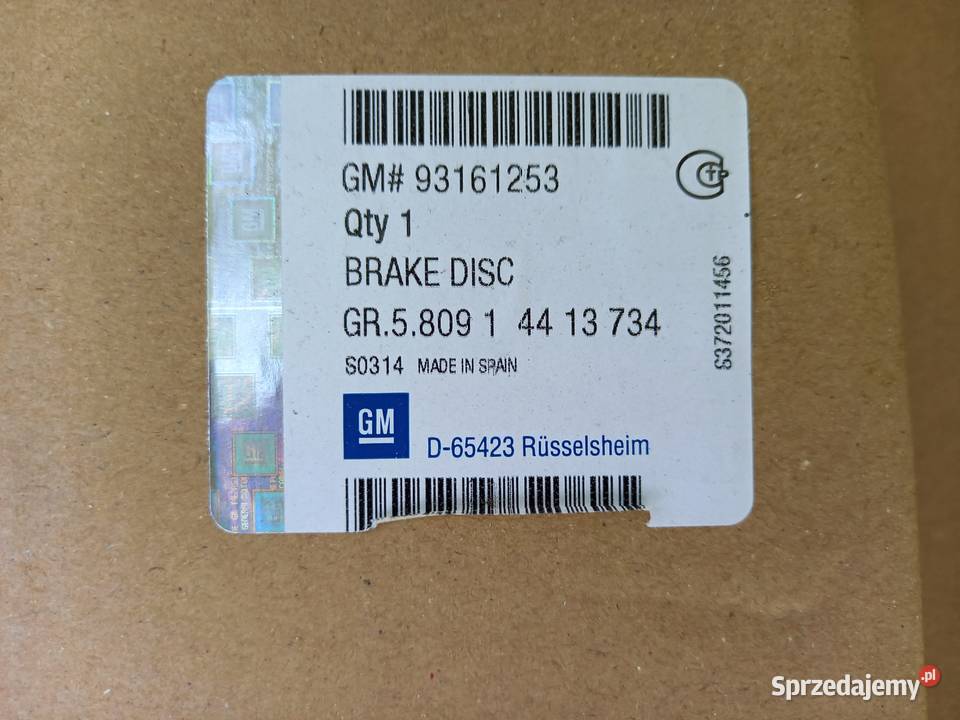 GM# 93161253
Qty 1
BRAKE DISC
GR.5.809 1 44 13 734
S0314 MADE IN SPAIN
GM
D-65423 Rüsselsheim
S372011456
Sprzedajemy.pl